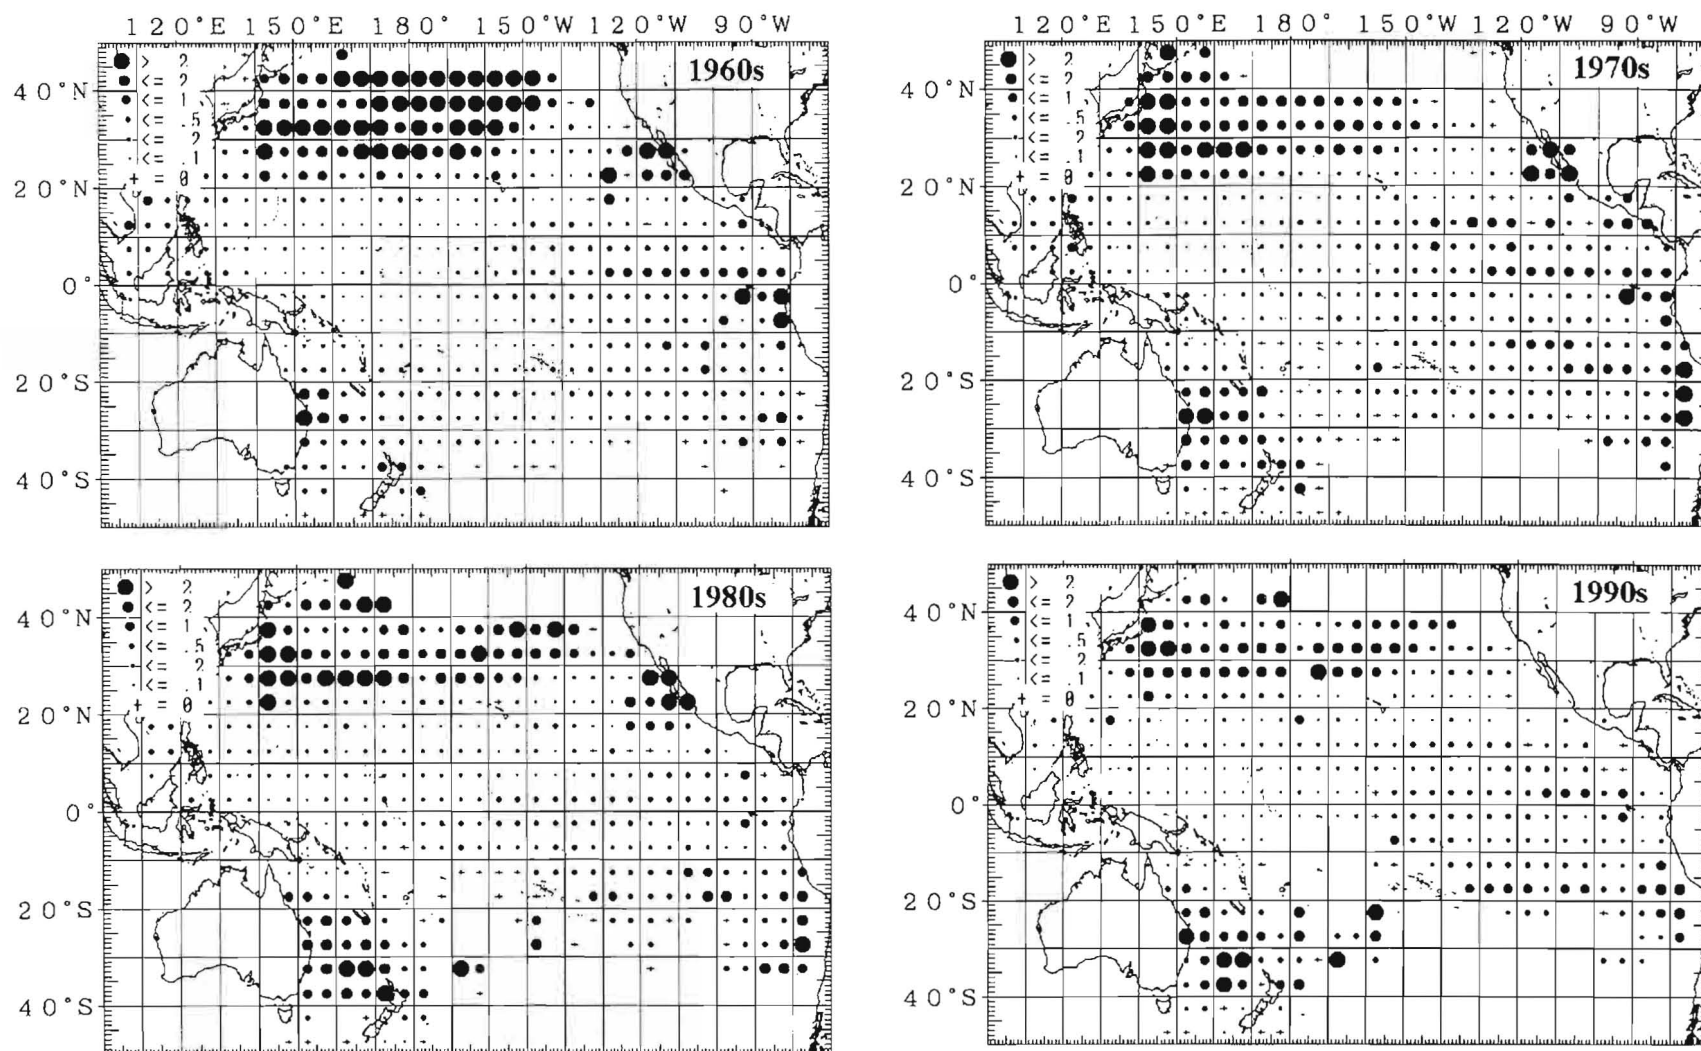 120°E 150°E 180° 150°W 120°W 90°W
120°E 150°E 180° 150°W 120°W 90°W
1960s
> 2
<= 2
<= 1
<= .5
<= .2
<= .1
+ = 0
40°N
20°N
0°
20°S
40°S
1970s
> 2
<= 2
<= 1
<= .5
<= .2
<= .1
+ = 0
40°N
20°N
0°
20°S
40°S
1980s
> 2
<= 2
<= 1
<= .5
<= .2
<= .1
+ = 0
40°N
20°N
0°
20°S
40°S
1990s
> 2
<= 2
<= 1
<= .5
<= .2
<= .1
+ = 0
40°N
20°N
0°
20°S
40°S